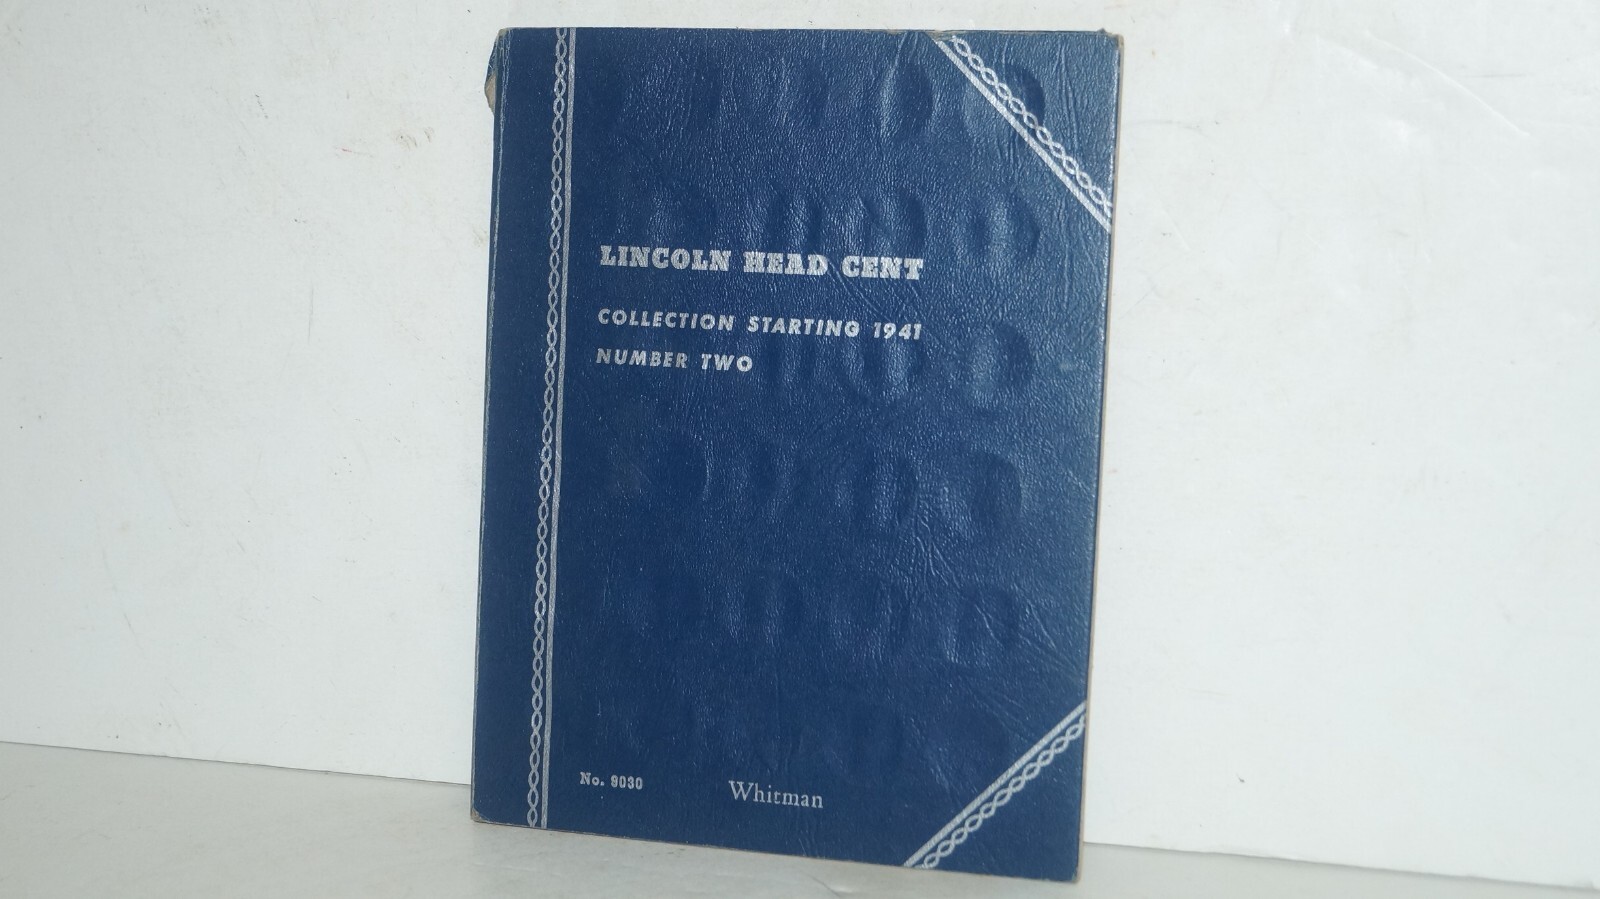 LINCOLN HEAD CENT
COLLECTION STARTING 1941
NUMBER TWO
No. 9030
Whitman